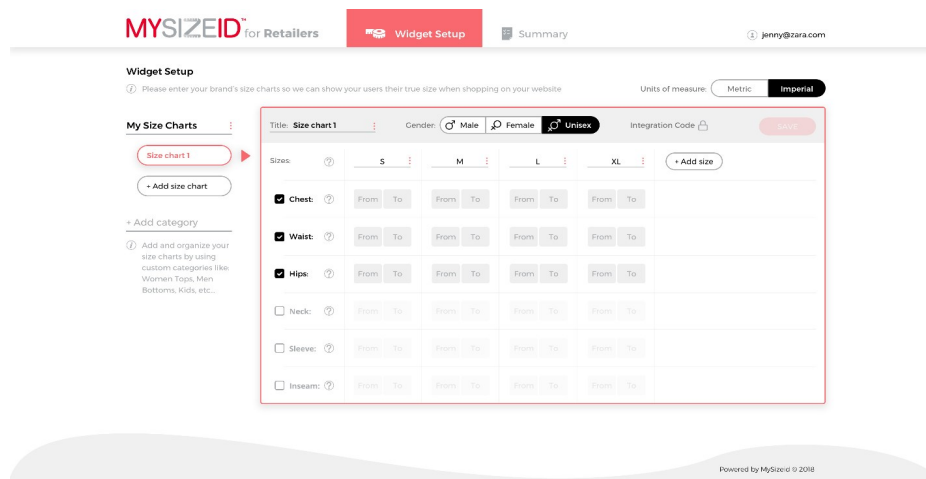 MYSIZEID™ for Retailers
Widget Setup
Summary
jenny@zara.com
Widget Setup
Please enter your brand's size charts so we can show your users their true size when shopping on your website
Units of measure: Metric Imperial
My Size Charts
Size chart 1
+ Add size chart
+ Add category
Add and organize your
size charts by using
custom categories like:
Women Tops, Men
Bottoms, Kids, etc...
Title: Size chart 1 Gender: Male Female Unisex Integration Code SAVE
Sizes: ? S M L XL + Add size
Chest: ? From To From To From To From To
Waist: ? From To From To From To From To
Hips: ? From To From To From To From To
Neck: ? From To From To From To From To
Sleeve: ? From To From To From To From To
Inseam: ? From To From To From To From To
Powered by MySizeid © 2018